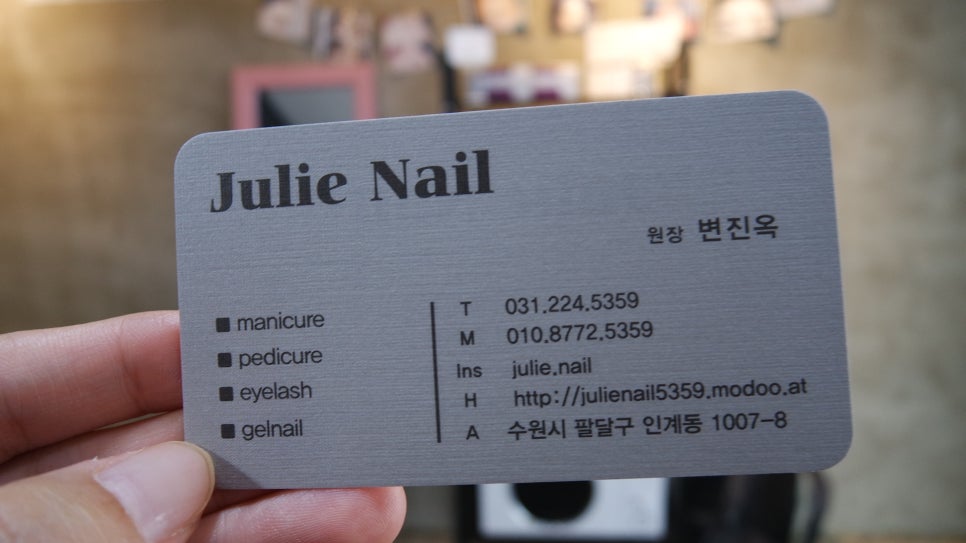 Julie Nail
원장 변진옥
■ manicure
■ pedicure
■ eyelash
■ gelnail
T 031.224.5359
M 010.8772.5359
Ins julie.nail
H http://julienail5359.modoo.at
A 수원시 팔달구 인계동 1007-8